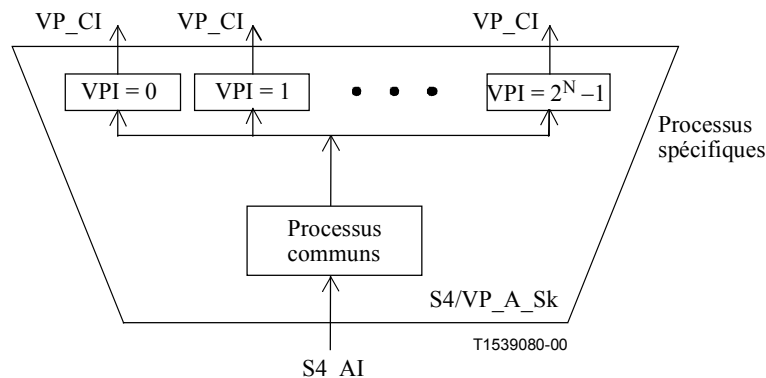 VP_CI VP_CI VP_CI
VPI = 0 VPI = 1 • • • VPI = 2^N –1
Processus
spécifiques
Processus
communs
S4/VP_A_Sk
T1539080-00
S4_AI